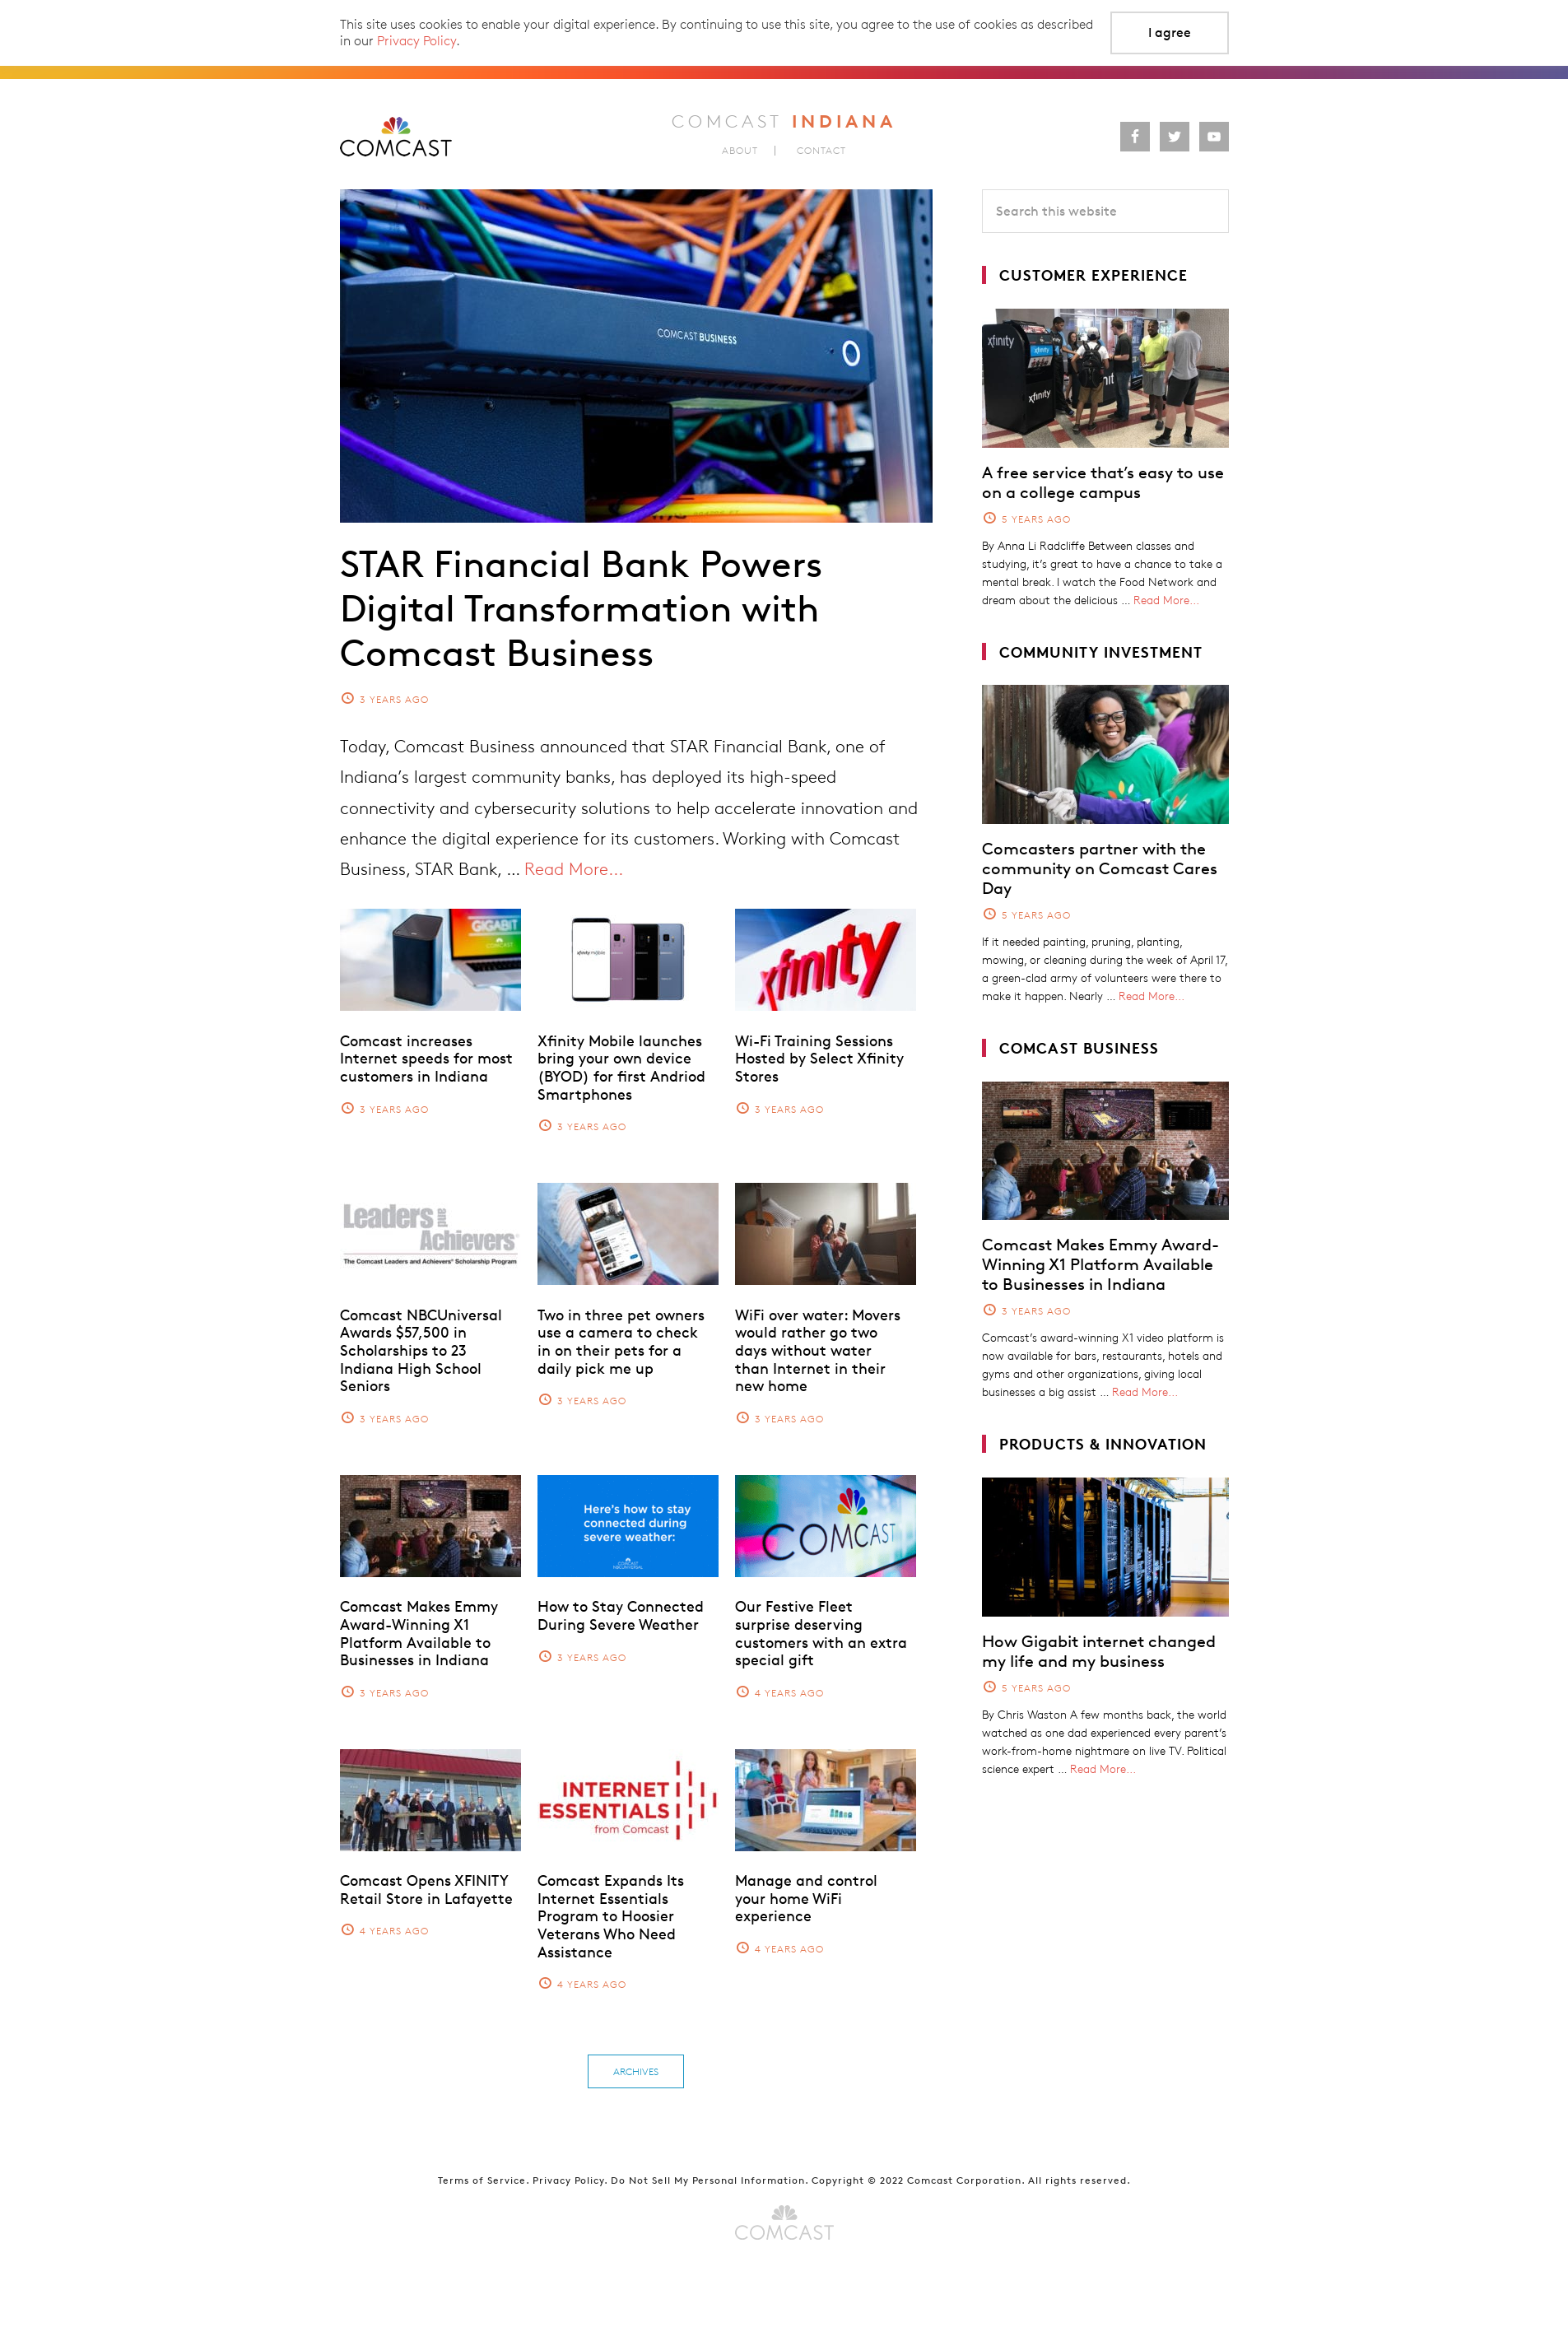 This site uses cookies to enable your digital experience. By continuing to use this site, you agree to the use of cookies as described
in our Privacy Policy.
I agree
COMCAST
COMCAST INDIANA
ABOUT | CONTACT
Search this website
COMCAST BUSINESS
STAR Financial Bank Powers
Digital Transformation with
Comcast Business
3 YEARS AGO
Today, Comcast Business announced that STAR Financial Bank, one of
Indiana’s largest community banks, has deployed its high-speed
connectivity and cybersecurity solutions to help accelerate innovation and
enhance the digital experience for its customers. Working with Comcast
Business, STAR Bank, … Read More...
GIGABIT
xfinity mobile
xfinity
Comcast increases
Internet speeds for most
customers in Indiana
3 YEARS AGO
Xfinity Mobile launches
bring your own device
(BYOD) for first Andriod
Smartphones
3 YEARS AGO
Wi-Fi Training Sessions
Hosted by Select Xfinity
Stores
3 YEARS AGO
Leaders and
Achievers®
The Comcast Leaders and Achievers® Scholarship Program
Comcast NBCUniversal
Awards $57,500 in
Scholarships to 23
Indiana High School
Seniors
3 YEARS AGO
Two in three pet owners
use a camera to check
in on their pets for a
daily pick me up
3 YEARS AGO
WiFi over water: Movers
would rather go two
days without water
than Internet in their
new home
3 YEARS AGO
Here's how to stay
connected during
severe weather:
COMCAST
NBCUNIVERSAL
COMCAST
Comcast Makes Emmy
Award-Winning X1
Platform Available to
Businesses in Indiana
3 YEARS AGO
How to Stay Connected
During Severe Weather
3 YEARS AGO
Our Festive Fleet
surprise deserving
customers with an extra
special gift
4 YEARS AGO
INTERNET
ESSENTIALS
from Comcast
Comcast Opens XFINITY
Retail Store in Lafayette
4 YEARS AGO
Comcast Expands Its
Internet Essentials
Program to Hoosier
Veterans Who Need
Assistance
4 YEARS AGO
Manage and control
your home WiFi
experience
4 YEARS AGO
ARCHIVES
CUSTOMER EXPERIENCE
xfinity
xfinity
xfinity
A free service that’s easy to use
on a college campus
5 YEARS AGO
By Anna Li Radcliffe Between classes and
studying, it’s great to have a chance to take a
mental break. I watch the Food Network and
dream about the delicious … Read More...
COMMUNITY INVESTMENT
Comcasters partner with the
community on Comcast Cares
Day
5 YEARS AGO
If it needed painting, pruning, planting,
mowing, or cleaning during the week of April 17,
a green-clad army of volunteers were there to
make it happen. Nearly … Read More...
COMCAST BUSINESS
Comcast Makes Emmy Award-
Winning X1 Platform Available
to Businesses in Indiana
3 YEARS AGO
Comcast’s award-winning X1 video platform is
now available for bars, restaurants, hotels and
gyms and other organizations, giving local
businesses a big assist … Read More...
PRODUCTS & INNOVATION
How Gigabit internet changed
my life and my business
5 YEARS AGO
By Chris Waston A few months back, the world
watched as one dad experienced every parent’s
work-from-home nightmare on live TV. Political
science expert … Read More...
Terms of Service. Privacy Policy. Do Not Sell My Personal Information. Copyright © 2022 Comcast Corporation. All rights reserved.
COMCAST